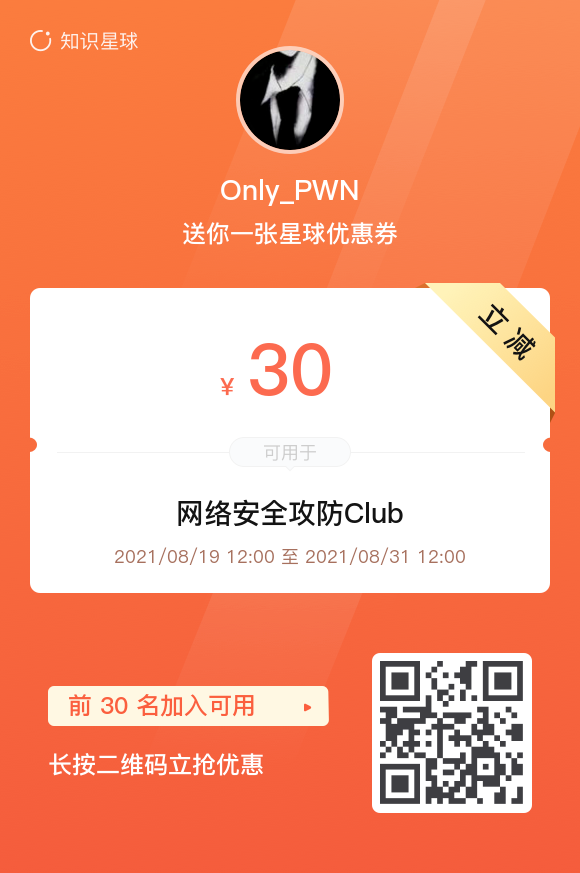 知识星球
Only_PWN
送你一张星球优惠券
立减
¥ 30
可用于
网络安全攻防Club
2021/08/19 12:00 至 2021/08/31 12:00
前 30 名加入可用
长按二维码立抢优惠